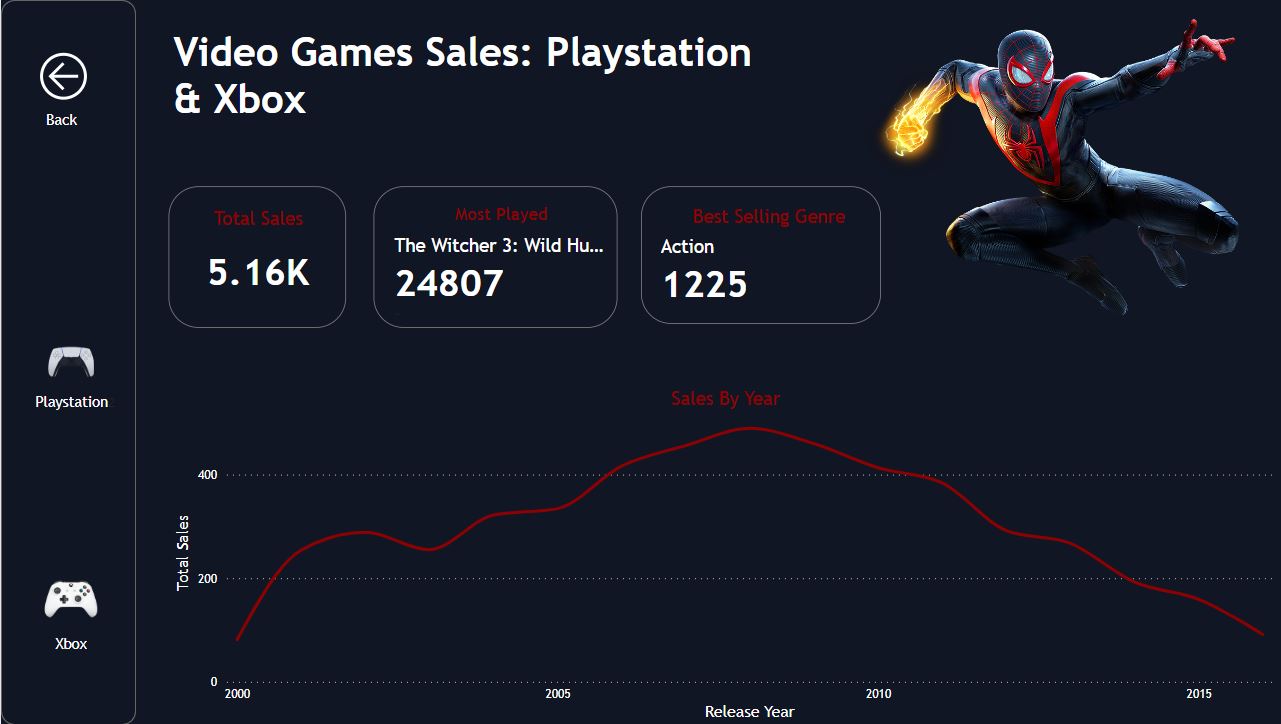 Video Games Sales: Playstation
& Xbox
Back
Total Sales
5.16K
Most Played
The Witcher 3: Wild Hu...
24807
Best Selling Genre
Action
1225
Playstation
Xbox
Sales By Year
Total Sales
400
200
0
2000
2005
2010
2015
Release Year